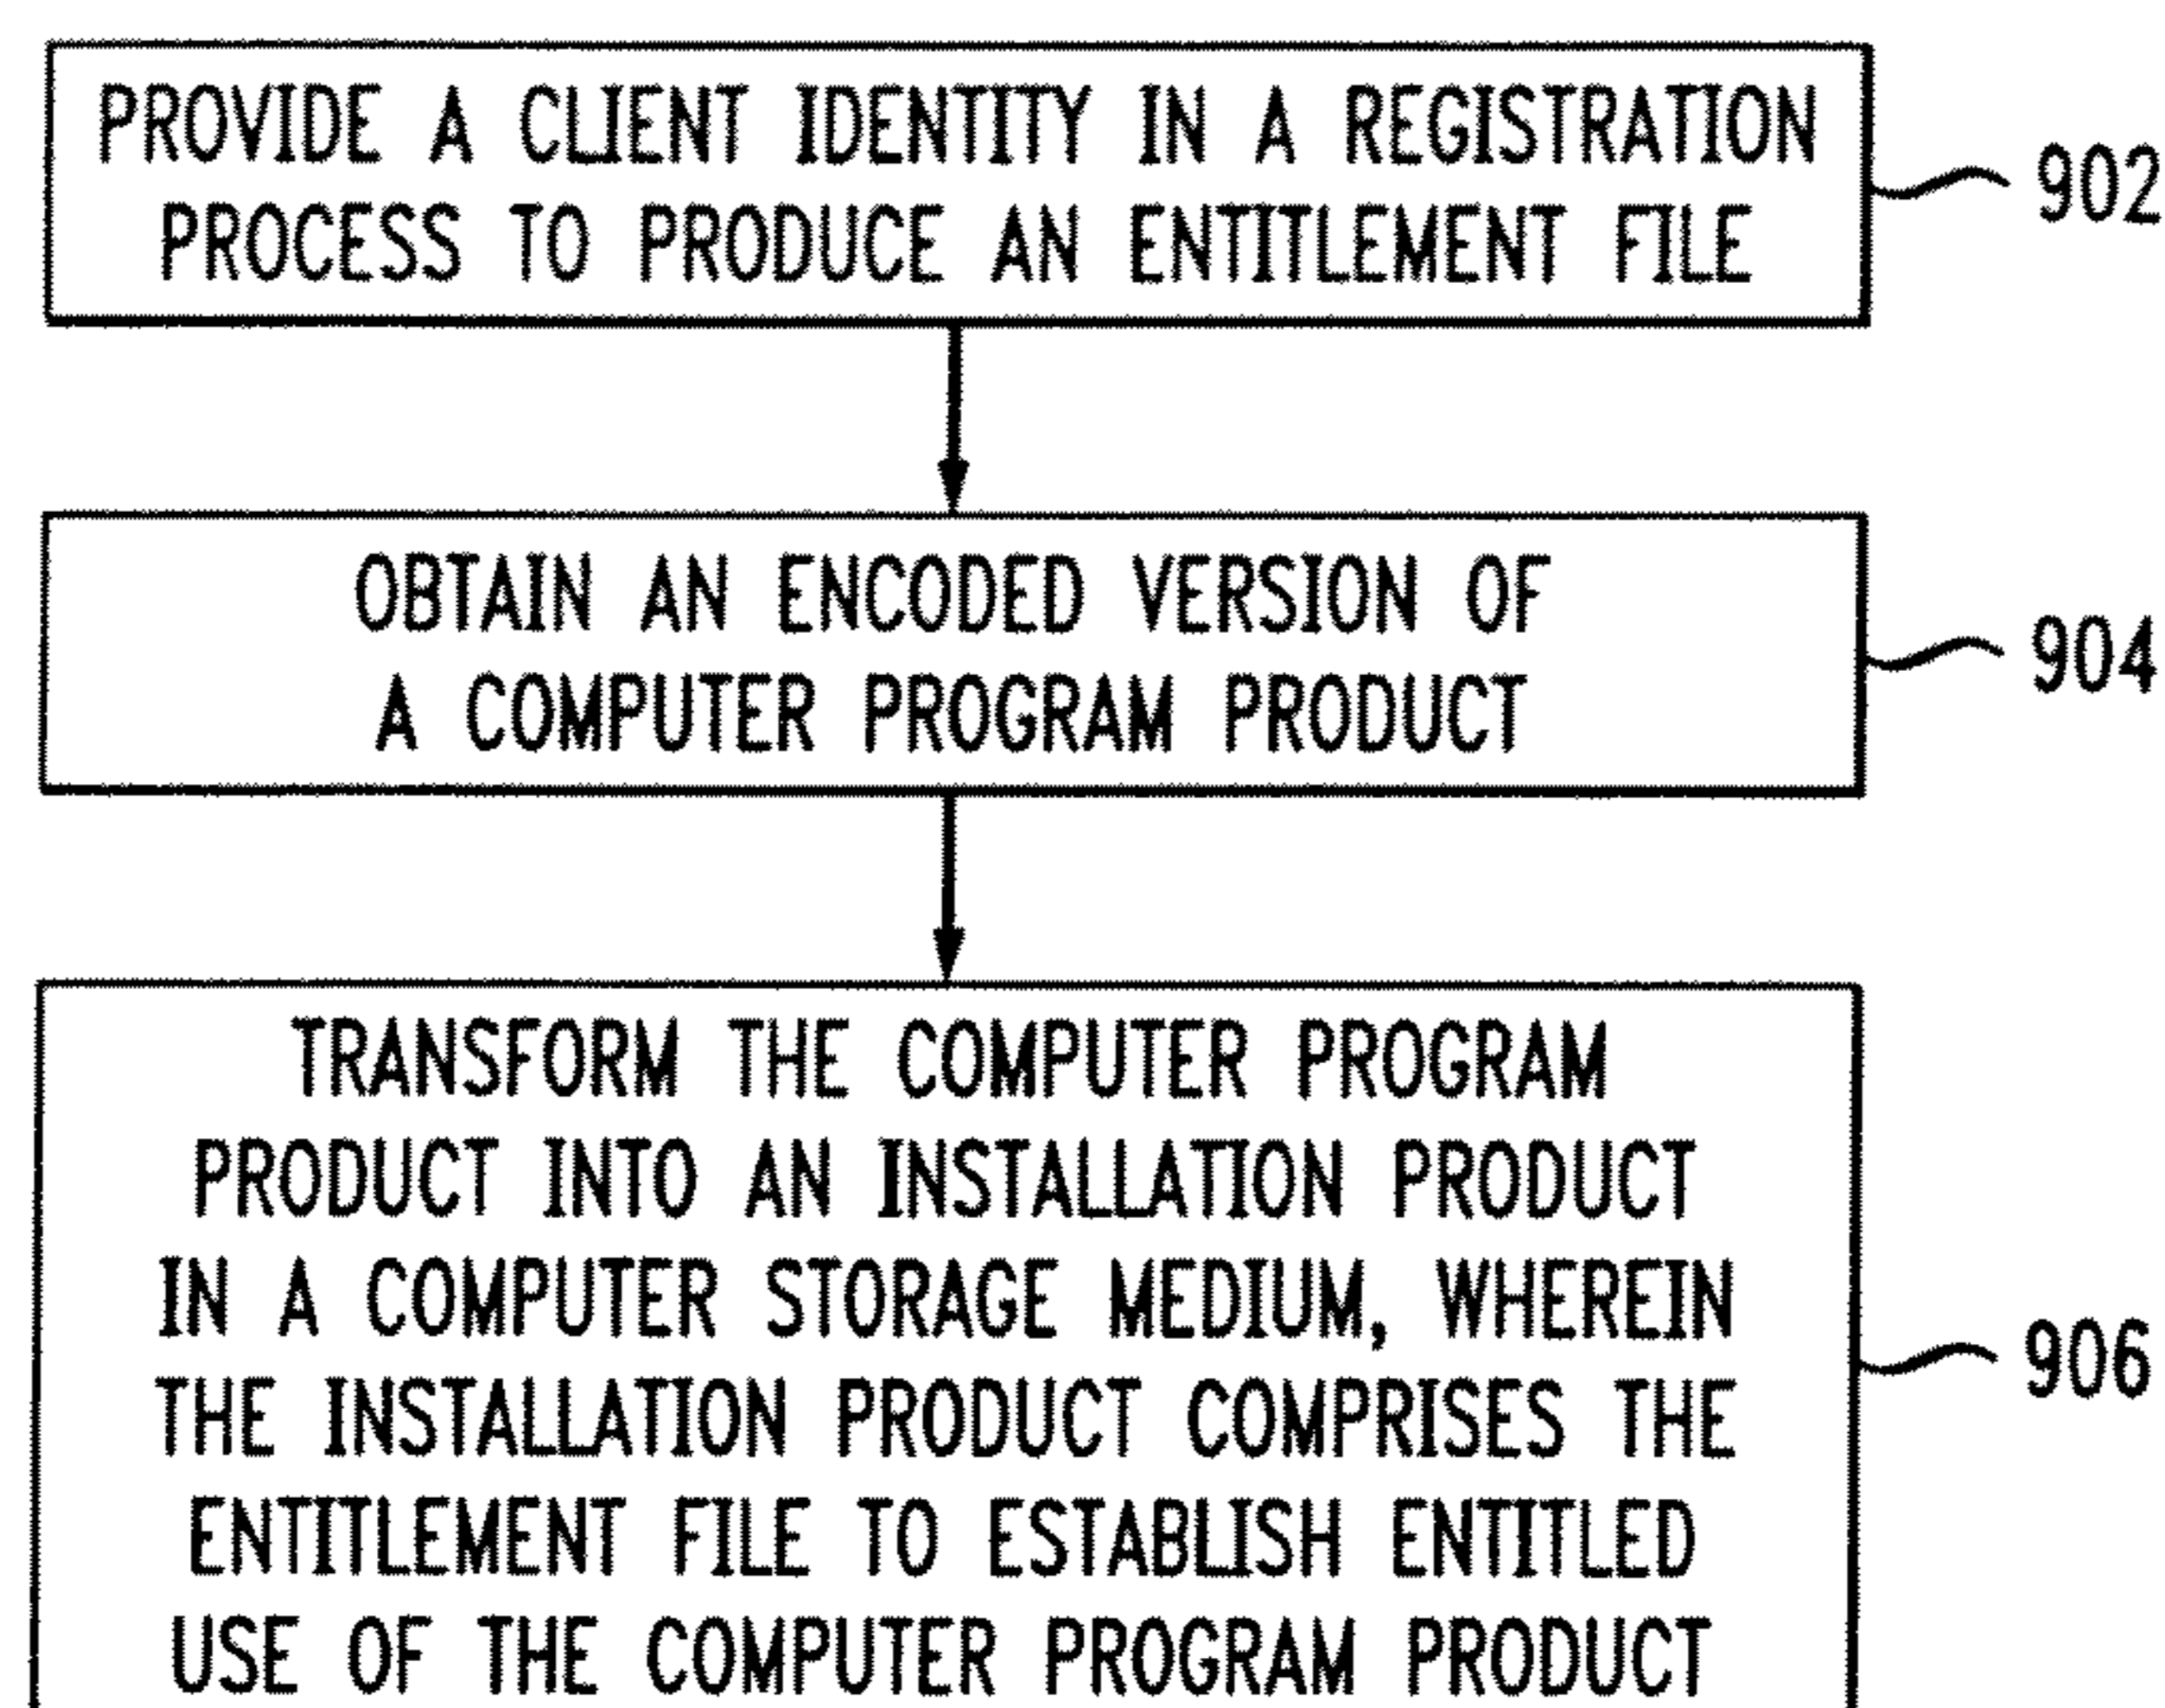 PROVIDE A CLIENT IDENTITY IN A REGISTRATION
PROCESS TO PRODUCE AN ENTITLEMENT FILE
902
OBTAIN AN ENCODED VERSION OF
A COMPUTER PROGRAM PRODUCT
904
TRANSFORM THE COMPUTER PROGRAM
PRODUCT INTO AN INSTALLATION PRODUCT
IN A COMPUTER STORAGE MEDIUM, WHEREIN
THE INSTALLATION PRODUCT COMPRISES THE
ENTITLEMENT FILE TO ESTABLISH ENTITLED
USE OF THE COMPUTER PROGRAM PRODUCT
906